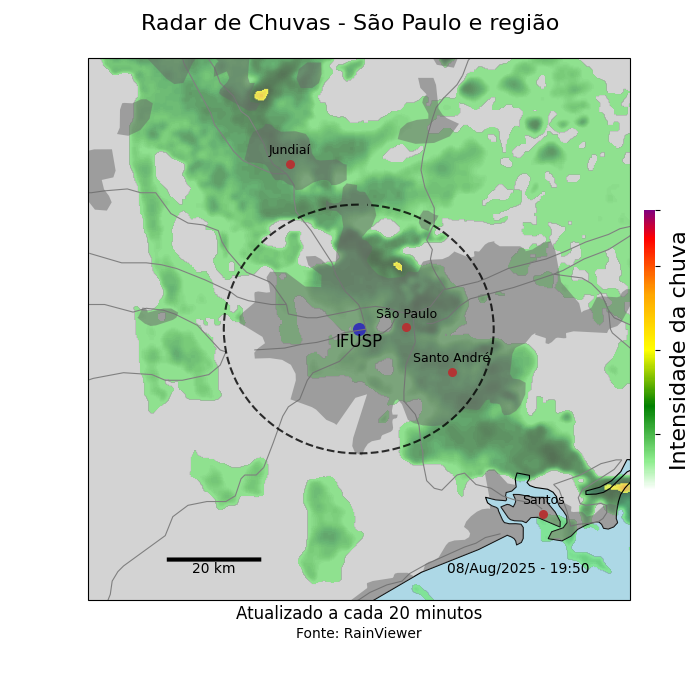 Radar de Chuvas - São Paulo e região
Jundiaí
São Paulo
IFUSP
Santo André
Santos
20 km
08/Aug/2025 - 19:50
Intensidade da chuva
Atualizado a cada 20 minutos
Fonte: RainViewer